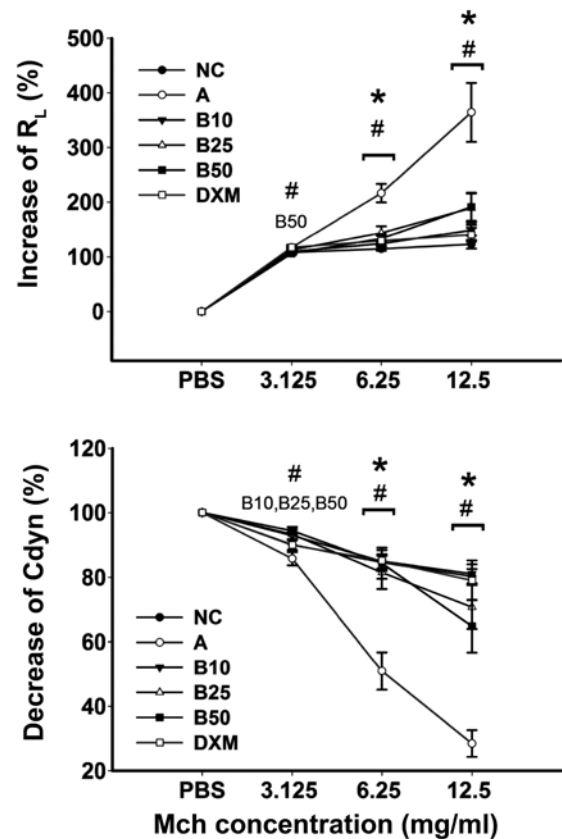 Increase of R_L (%)
500
400
300
200
100
0
NC
A
B10
B25
B50
DXM
#
B50
*
#
*
#
PBS 3.125 6.25 12.5
Decrease of Cdyn (%)
120
100
80
60
40
20
#
B10,B25,B50
*
#
*
#
NC
A
B10
B25
B50
DXM
PBS 3.125 6.25 12.5
Mch concentration (mg/ml)